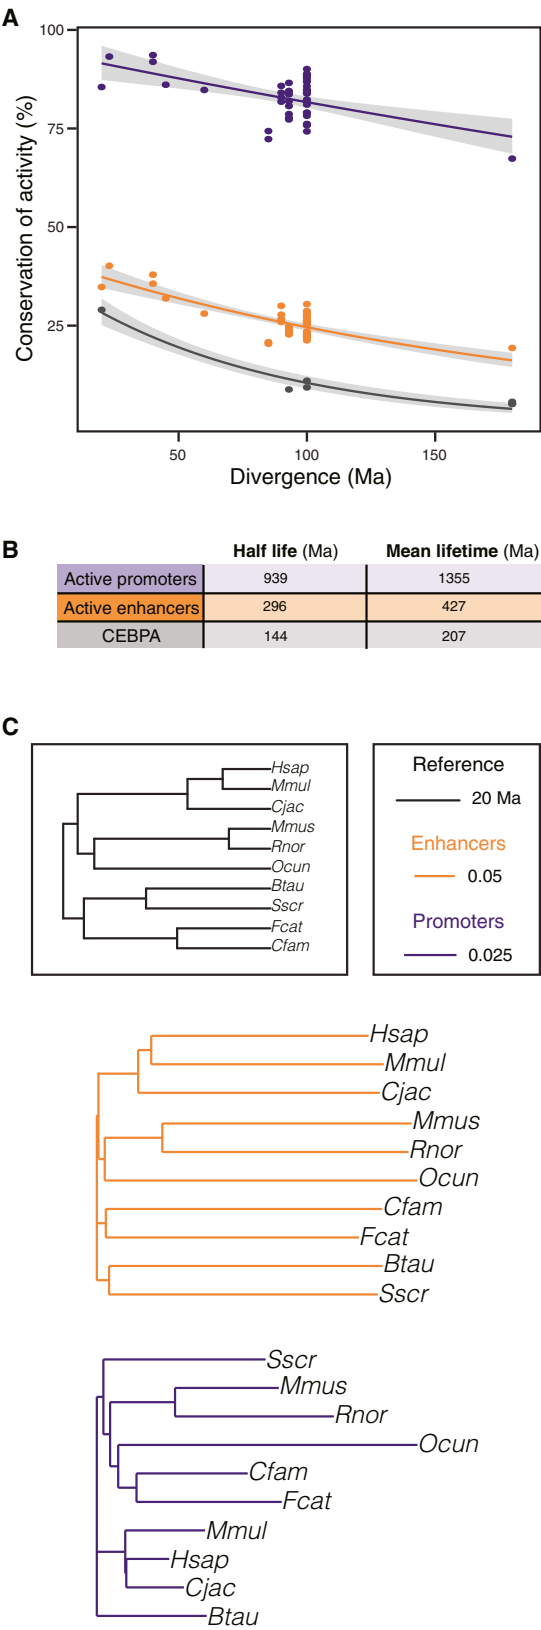 A
100
75
50
25
Conservation of activity (%)
50 100 150
Divergence (Ma)
B
Half life (Ma) Mean lifetime (Ma)
Active promoters 939 1355
Active enhancers 296 427
CEBPA 144 207
C
Hsap
Mmul
Cjac
Mmus
Rnor
Ocun
Btau
Sscr
Fcat
Cfam
Reference
20 Ma
Enhancers
0.05
Promoters
0.025
Hsap
Mmul
Cjac
Mmus
Rnor
Ocun
Cfam
Fcat
Btau
Sscr
Sscr
Mmus
Rnor
Ocun
Cfam
Fcat
Mmul
Hsap
Cjac
Btau